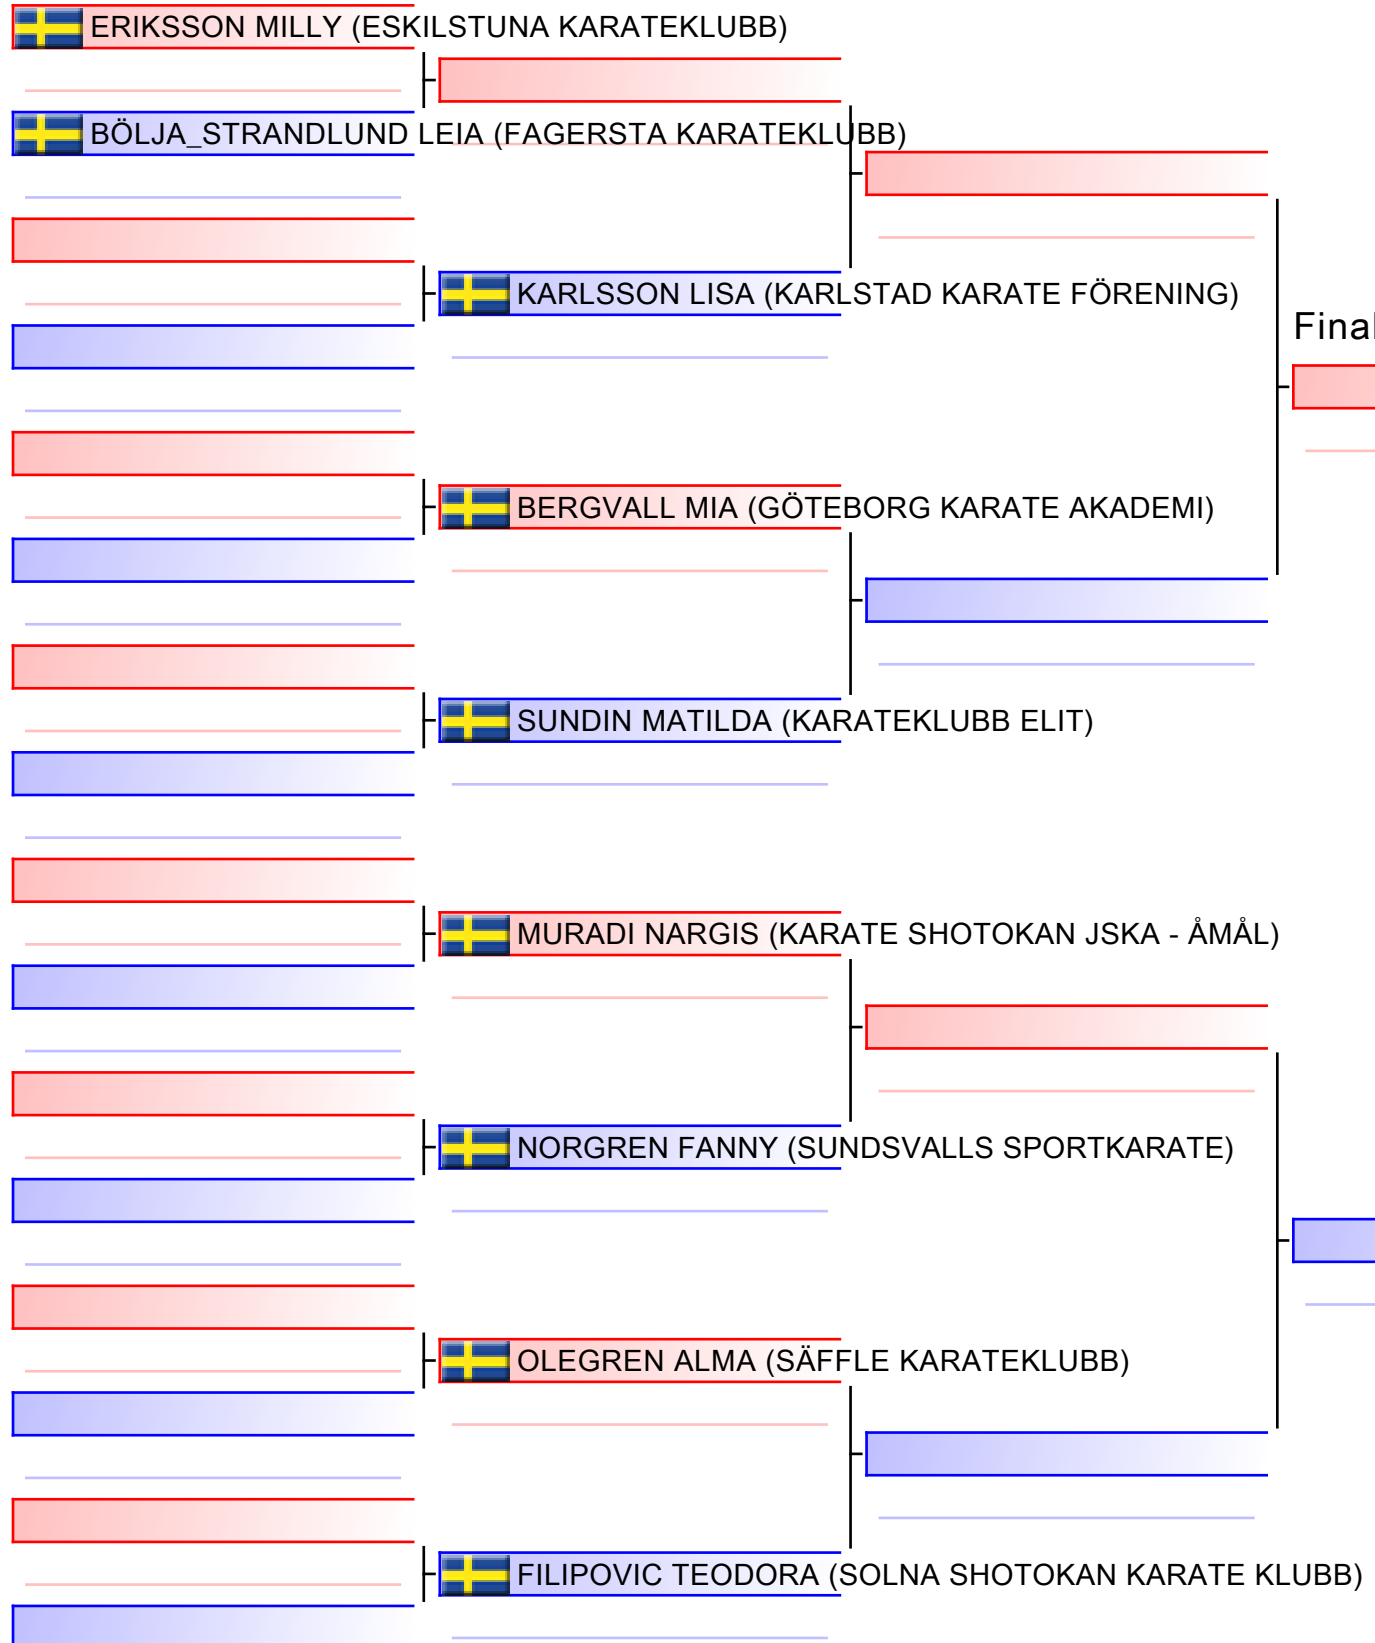 ERIKSSON MILLY (ESKILSTUNA KARATEKLUBB)
BÖLJA_STRANDLUND LEIA (FAGERSTA KARATEKLUBB)
KARLSSON LISA (KARLSTAD KARATE FÖRENING)
Final
BERGVALL MIA (GÖTEBORG KARATE AKADEMI)
SUNDIN MATILDA (KARATEKLUBB ELIT)
MURADI NARGIS (KARATE SHOTOKAN JSKA - ÅMÅL)
NORGREN FANNY (SUNDSVALLS SPORTKARATE)
OLEGREN ALMA (SÄFFLE KARATEKLUBB)
FILIPOVIC TEODORA (SOLNA SHOTOKAN KARATE KLUBB)